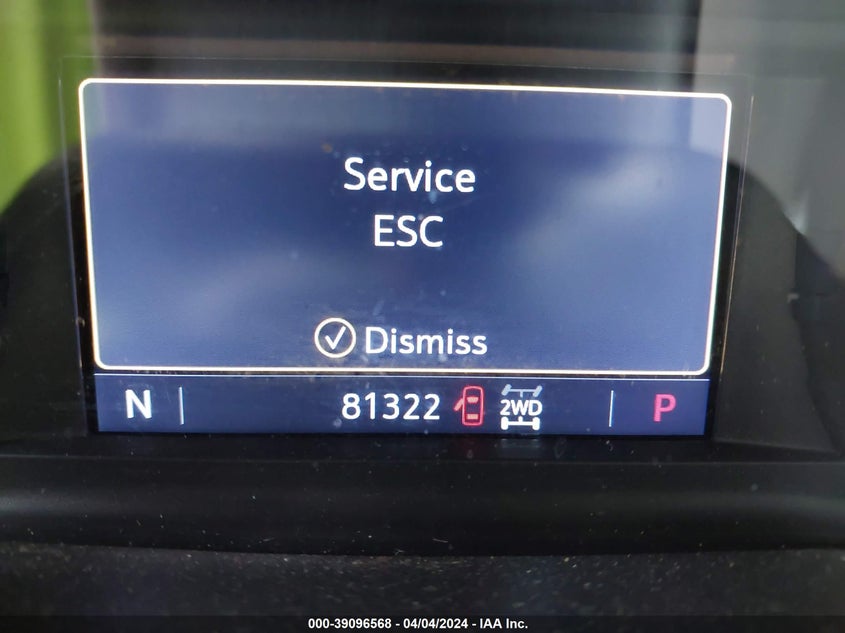 Service
ESC
Dismiss
N 81322 2WD P
000-39096568 - 04/04/2024 - IAA Inc.